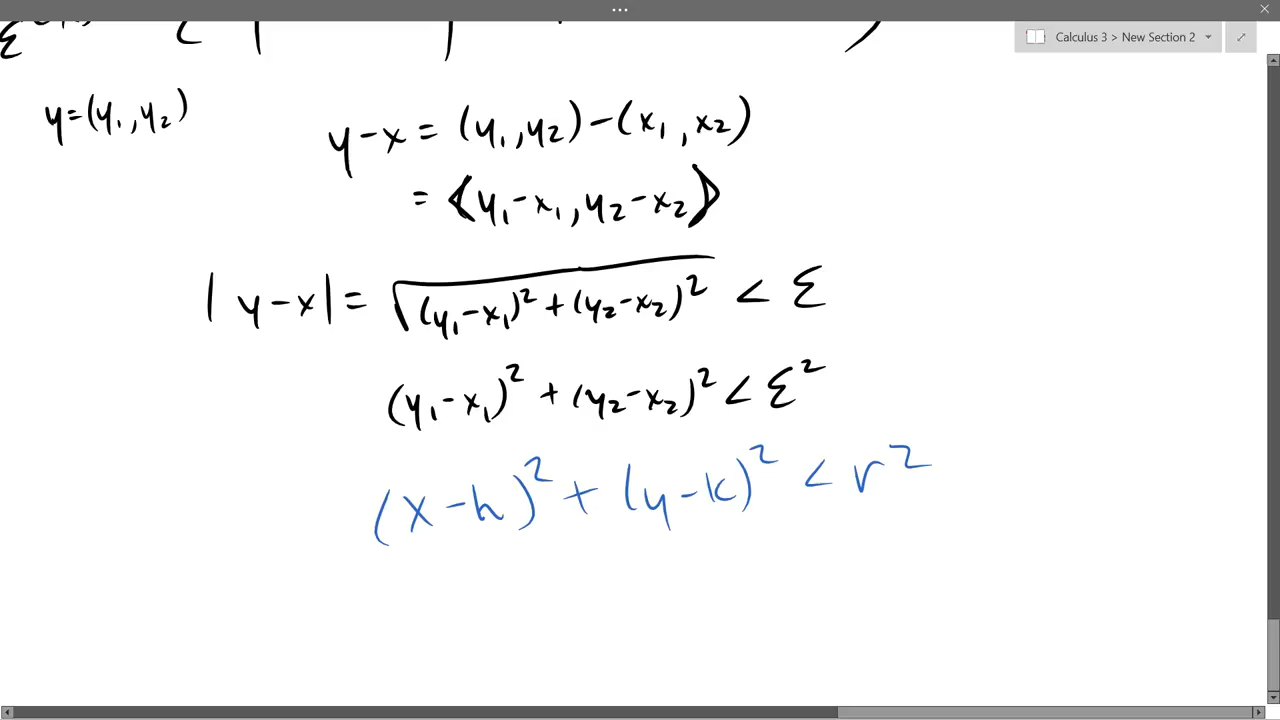 Calculus 3 > New Section 2
y=(y₁,y₂)
y-x = (y₁,y₂)-(x₁,x₂)
= ⟨y₁-x₁,y₂-x₂⟩
|y-x| = √((y₁-x₁)²+(y₂-x₂)²) < ε
(y₁-x₁)² + (y₂-x₂)² < ε²
(x-h)² + (y-k)² < r²